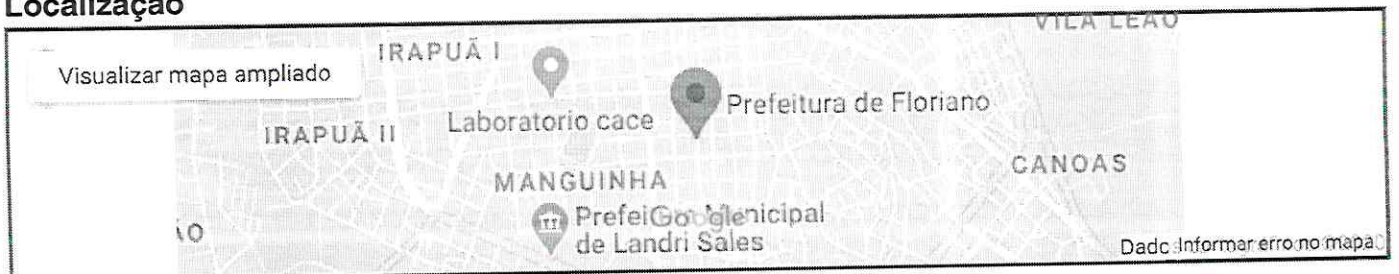 Localização
VILA LEÃO
IRAPUÃ I
Visualizar mapa ampliado
Prefeitura de Floriano
Laboratorio cace
IRAPUÃ II
CANOAS
MANGUINHA
Google
de Landri Sales
Informar erro no mapa